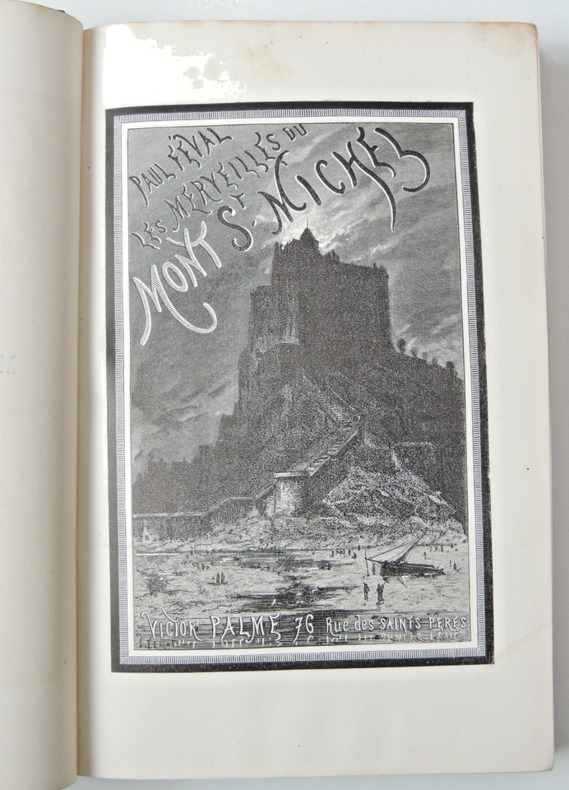 PAUL FÉVAL
LES MERVEILLES DU
MONT ST. MICHEL
VICTOR PALMÉ 76 Rue des SAINTS PÈRES